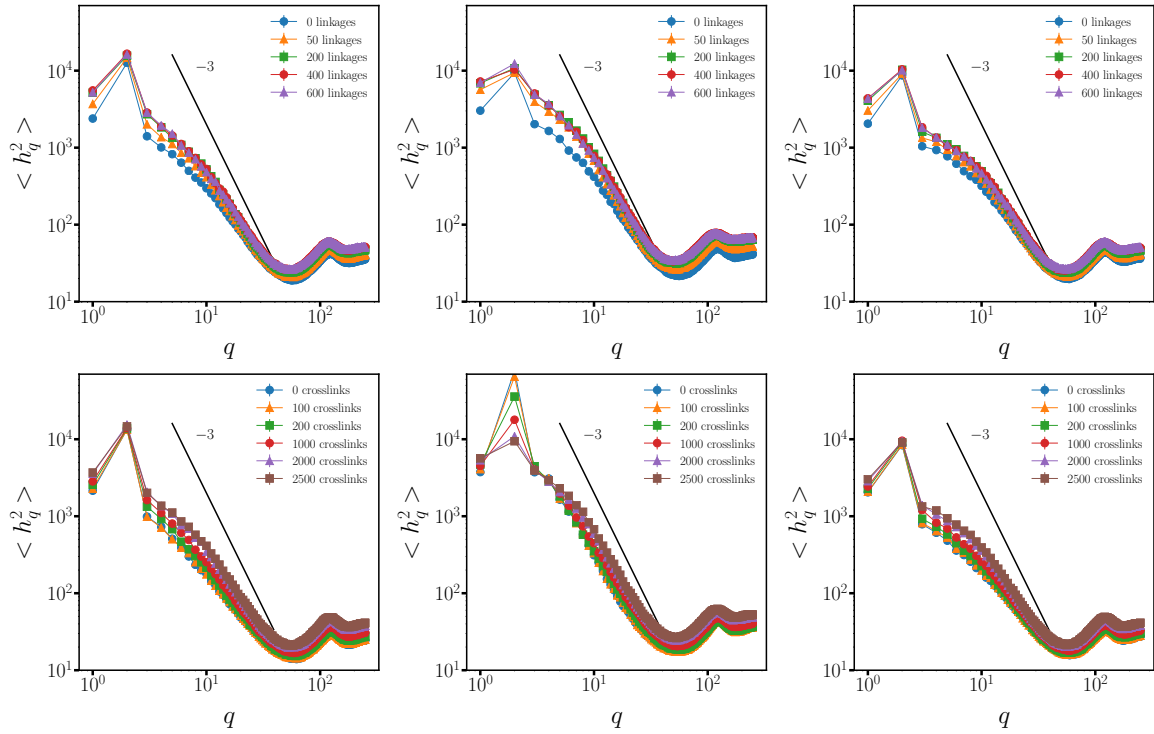 0 linkages
50 linkages
200 linkages
400 linkages
600 linkages
−3
10^4
10^3
10^2
10^1
10^0 10^1 10^2
< h_q^2 >
q
0 linkages
50 linkages
200 linkages
400 linkages
600 linkages
−3
10^4
10^3
10^2
10^1
10^0 10^1 10^2
< h_q^2 >
q
0 linkages
50 linkages
200 linkages
400 linkages
600 linkages
−3
10^4
10^3
10^2
10^1
10^0 10^1 10^2
< h_q^2 >
q
0 crosslinks
100 crosslinks
200 crosslinks
1000 crosslinks
2000 crosslinks
2500 crosslinks
−3
10^4
10^3
10^2
10^1
10^0 10^1 10^2
< h_q^2 >
q
0 crosslinks
100 crosslinks
200 crosslinks
1000 crosslinks
2000 crosslinks
2500 crosslinks
−3
10^4
10^3
10^2
10^1
10^0 10^1 10^2
< h_q^2 >
q
0 crosslinks
100 crosslinks
200 crosslinks
1000 crosslinks
2000 crosslinks
2500 crosslinks
−3
10^4
10^3
10^2
10^1
10^0 10^1 10^2
< h_q^2 >
q